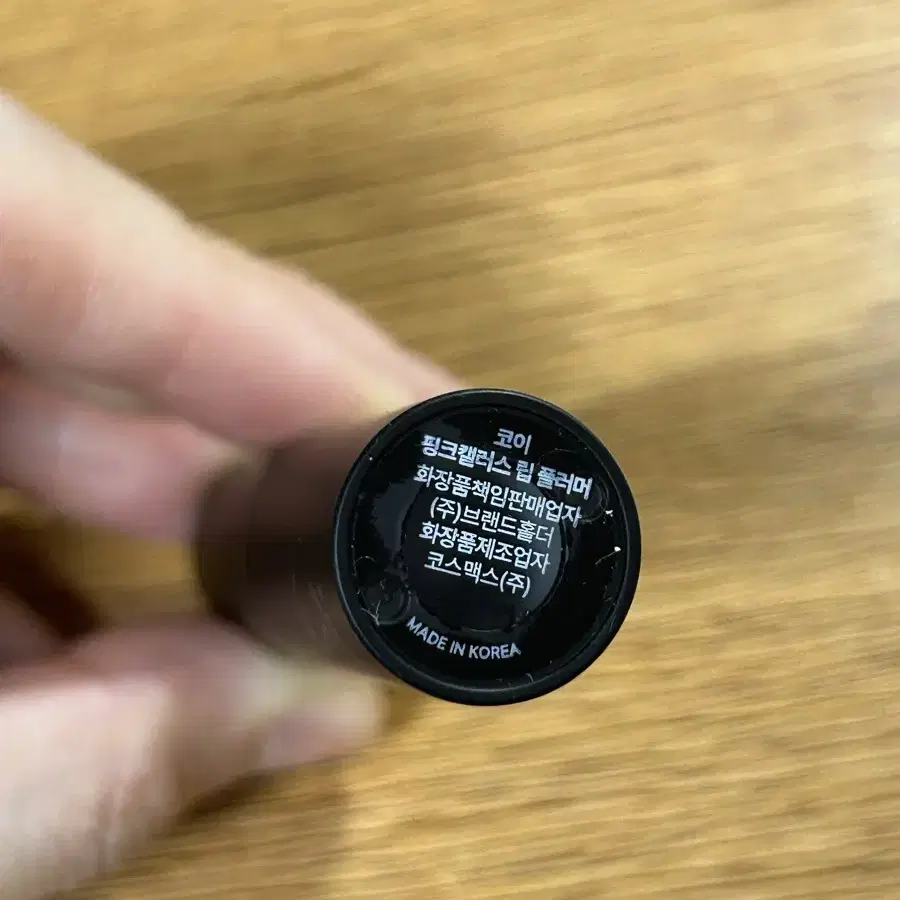 코이
핑크캘러스 립 플러머
화장품책임판매업자
(주)브랜드홀더
화장품제조업자
코스맥스(주)
MADE IN KOREA